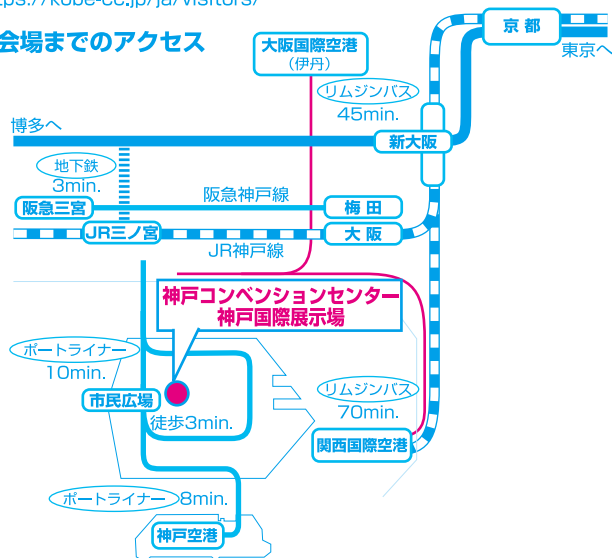 ttps://kobe-cc.jp/ja/visitors/
会場までのアクセス
大阪国際空港
（伊丹）
京都
東京へ
リムジンバス
45min.
博多へ
新大阪
地下鉄
3min.
阪急神戸線
阪急三宮
梅田
JR三ノ宮
大阪
JR神戸線
神戸コンベンションセンター
神戸国際展示場
ポートライナー
10min.
市民広場
徒歩3min.
リムジンバス
70min.
関西国際空港
ポートライナー 8min.
神戸空港